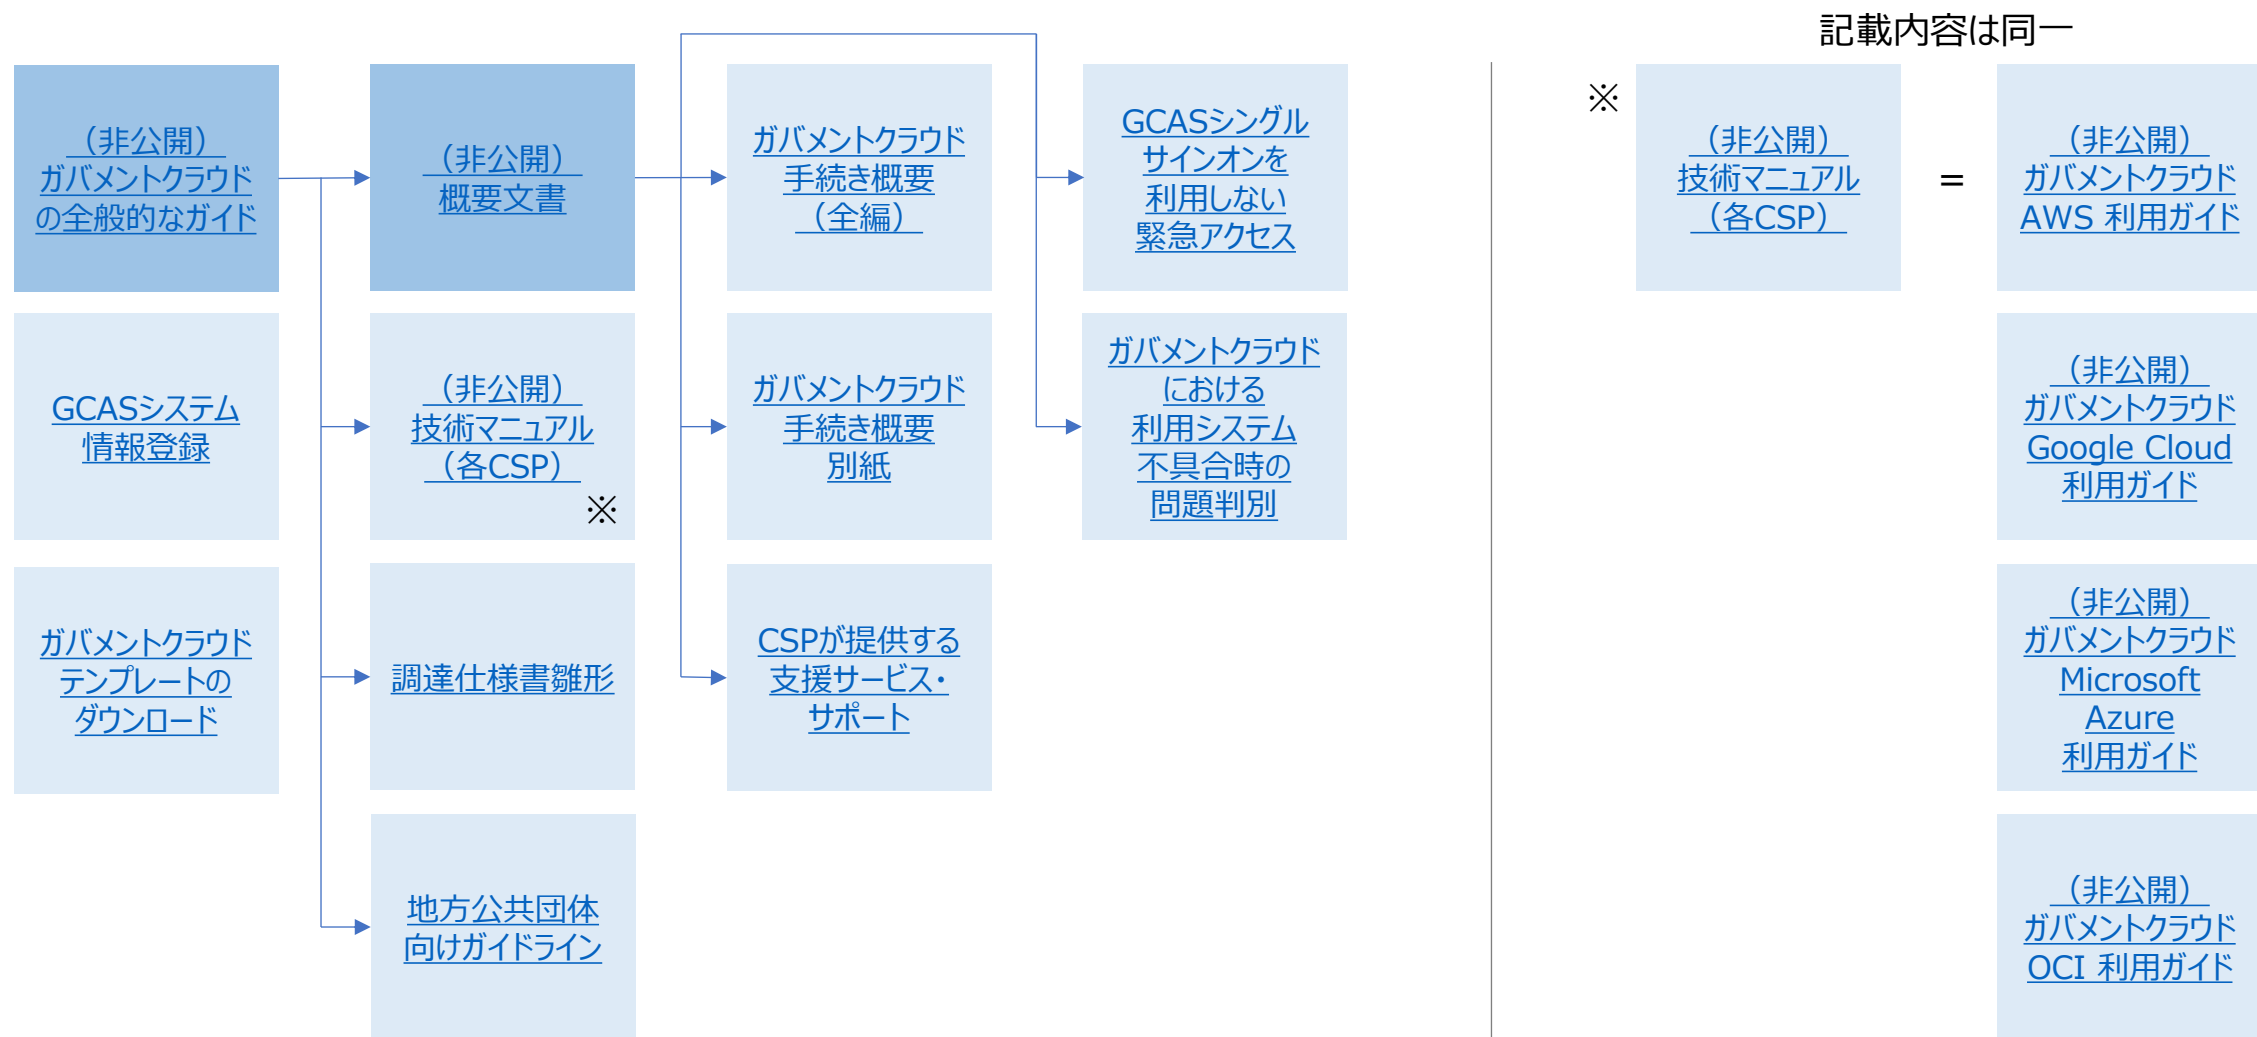 （非公開）
ガバメントクラウド
の全般的なガイド
GCASシステム
情報登録
ガバメントクラウド
テンプレートの
ダウンロード
（非公開）
概要文書
（非公開）
技術マニュアル
（各CSP）
※
調達仕様書雛形
地方公共団体
向けガイドライン
ガバメントクラウド
手続き概要
（全編）
ガバメントクラウド
手続き概要
別紙
CSPが提供する
支援サービス・
サポート
GCASシングル
サインオンを
利用しない
緊急アクセス
ガバメントクラウド
における
利用システム
不具合時の
問題判別
記載内容は同一
※
（非公開）
技術マニュアル
（各CSP）
＝
（非公開）
ガバメントクラウド
AWS 利用ガイド
（非公開）
ガバメントクラウド
Google Cloud
利用ガイド
（非公開）
ガバメントクラウド
Microsoft
Azure
利用ガイド
（非公開）
ガバメントクラウド
OCI 利用ガイド